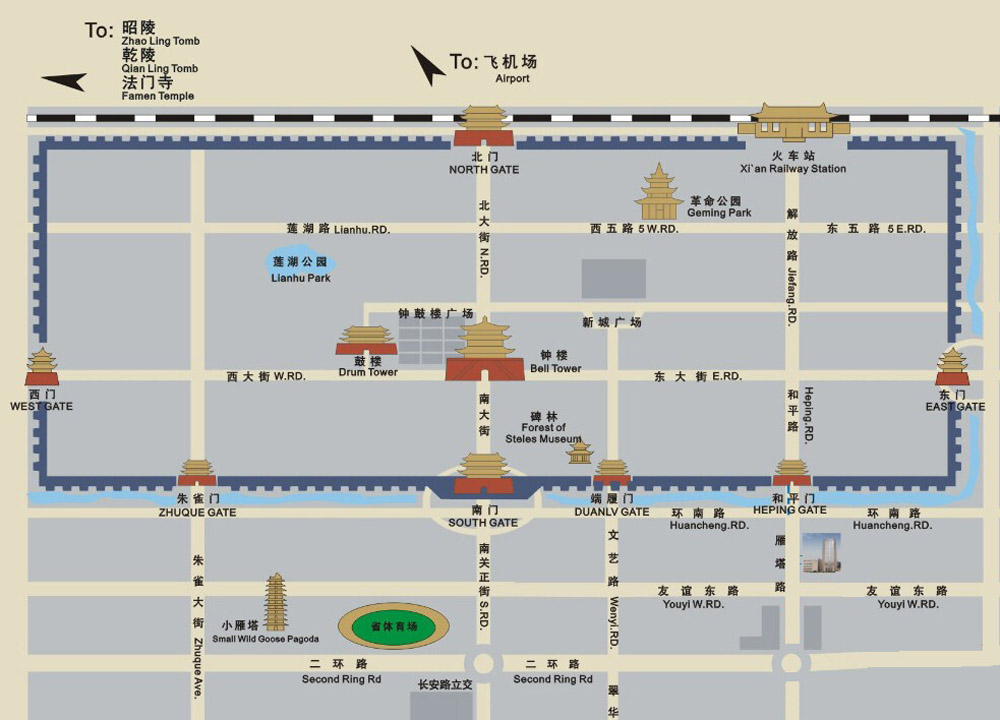 To: 昭陵
Zhao Ling Tomb
乾陵
Qian Ling Tomb
法门寺
Famen Temple
To: 飞机场
Airport
北门
NORTH GATE
火车站
Xi`an Railway Station
革命公园
Geming Park
北大街 N.RD.
解放路 Jiefang.RD.
莲湖路 Lianhu.RD.
西五路 5 W.RD.
东五路 5 E.RD.
莲湖公园
Lianhu Park
钟鼓楼广场
新城广场
鼓楼
Drum Tower
钟楼
Bell Tower
西大街 W.RD.
东大街 E.RD.
西门
WEST GATE
东门
EAST GATE
南大街
和平路 Heping.RD.
碑林
Forest of
Steles Museum
朱雀门
ZHUQUE GATE
南门
SOUTH GATE
端履门
DUANLV GATE
和平门
HEPING GATE
环南路
Huancheng.RD.
环南路
Huancheng.RD.
朱雀大街 Zhuque Ave.
南关正街 S.RD.
文艺路 Wenyi.RD.
雁塔路
友谊东路
Youyi W.RD.
友谊东路
Youyi W.RD.
小雁塔
Small Wild Goose Pagoda
省体育场
二环路
Second Ring Rd
二环路
Second Ring Rd
长安路立交
翠华